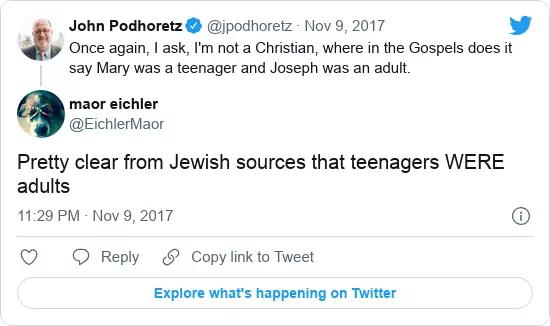 John Podhoretz @jpodhoretz · Nov 9, 2017
Once again, I ask, I'm not a Christian, where in the Gospels does it
say Mary was a teenager and Joseph was an adult.
maor eichler
@EichlerMaor
Pretty clear from Jewish sources that teenagers WERE
adults
11:29 PM · Nov 9, 2017
Reply Copy link to Tweet
Explore what's happening on Twitter